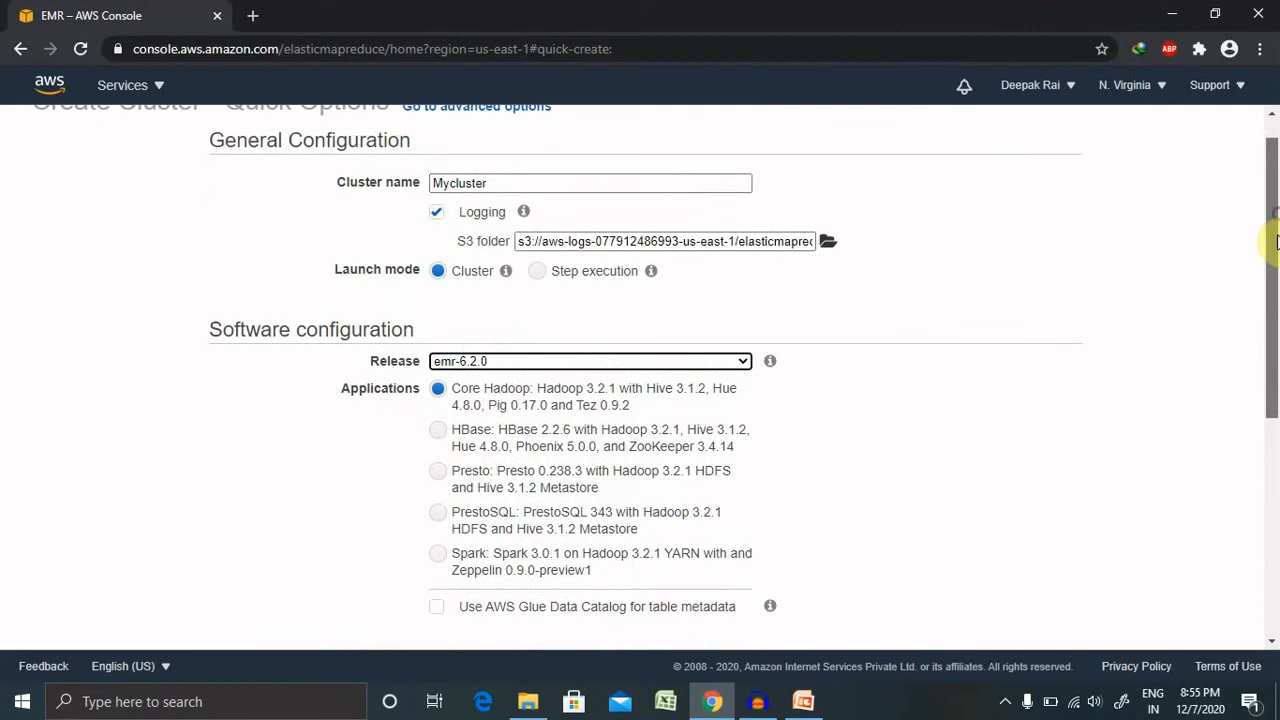 EMR – AWS Console
console.aws.amazon.com/elasticmapreduce/home?region=us-east-1#quick-create:
ABP
aws Services Deepak Rai N. Virginia Support
Create Cluster - Quick Options Go to advanced options
General Configuration
Cluster name Mycluster
Logging
S3 folder s3://aws-logs-077912486993-us-east-1/elasticmapred
Launch mode Cluster Step execution
Software configuration
Release emr-6.2.0
Applications Core Hadoop: Hadoop 3.2.1 with Hive 3.1.2, Hue
4.8.0, Pig 0.17.0 and Tez 0.9.2
HBase: HBase 2.2.6 with Hadoop 3.2.1, Hive 3.1.2,
Hue 4.8.0, Phoenix 5.0.0, and ZooKeeper 3.4.14
Presto: Presto 0.238.3 with Hadoop 3.2.1 HDFS
and Hive 3.1.2 Metastore
PrestoSQL: PrestoSQL 343 with Hadoop 3.2.1
HDFS and Hive 3.1.2 Metastore
Spark: Spark 3.0.1 on Hadoop 3.2.1 YARN with and
Zeppelin 0.9.0-preview1
Use AWS Glue Data Catalog for table metadata
Feedback English (US) © 2008 - 2020, Amazon Internet Services Private Ltd. or its affiliates. All rights reserved. Privacy Policy Terms of Use
Type here to search
ENG
IN
8:55 PM
12/7/2020
1